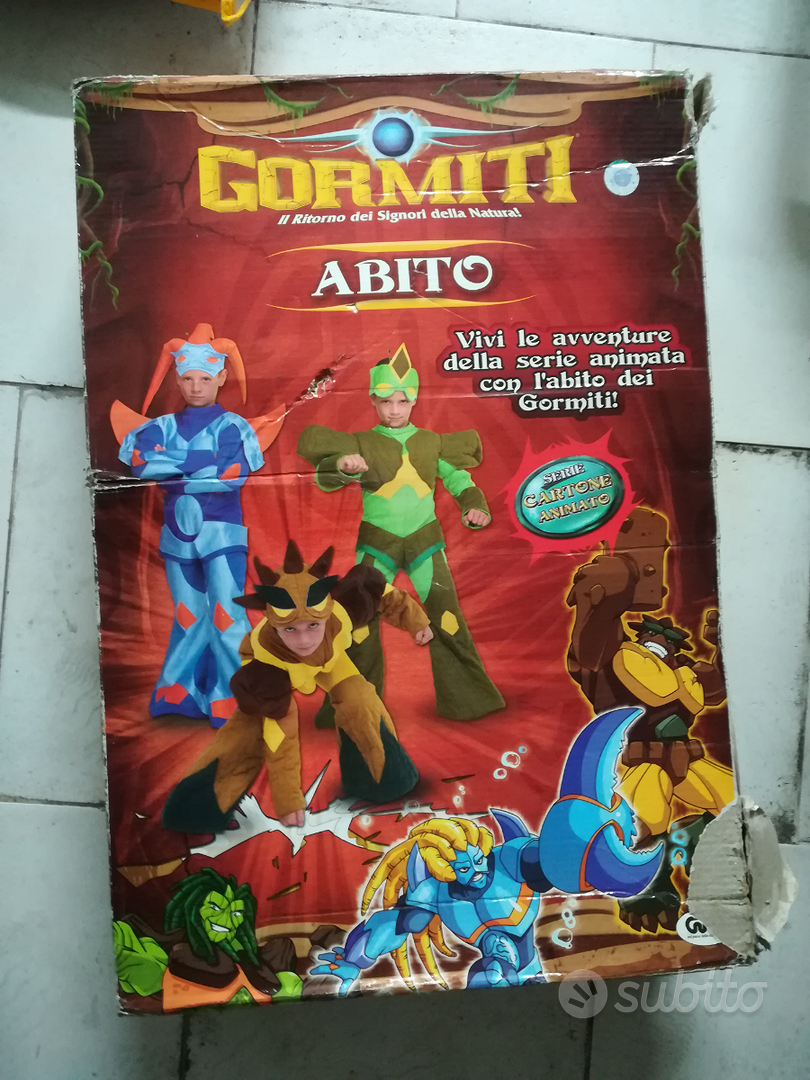 GORMITI
Il Ritorno dei Signori della Natura!
ABITO
Vivi le avventure
della serie animata
con l'abito dei
Gormiti!
SERIE
CARTONE
ANIMATO
subito